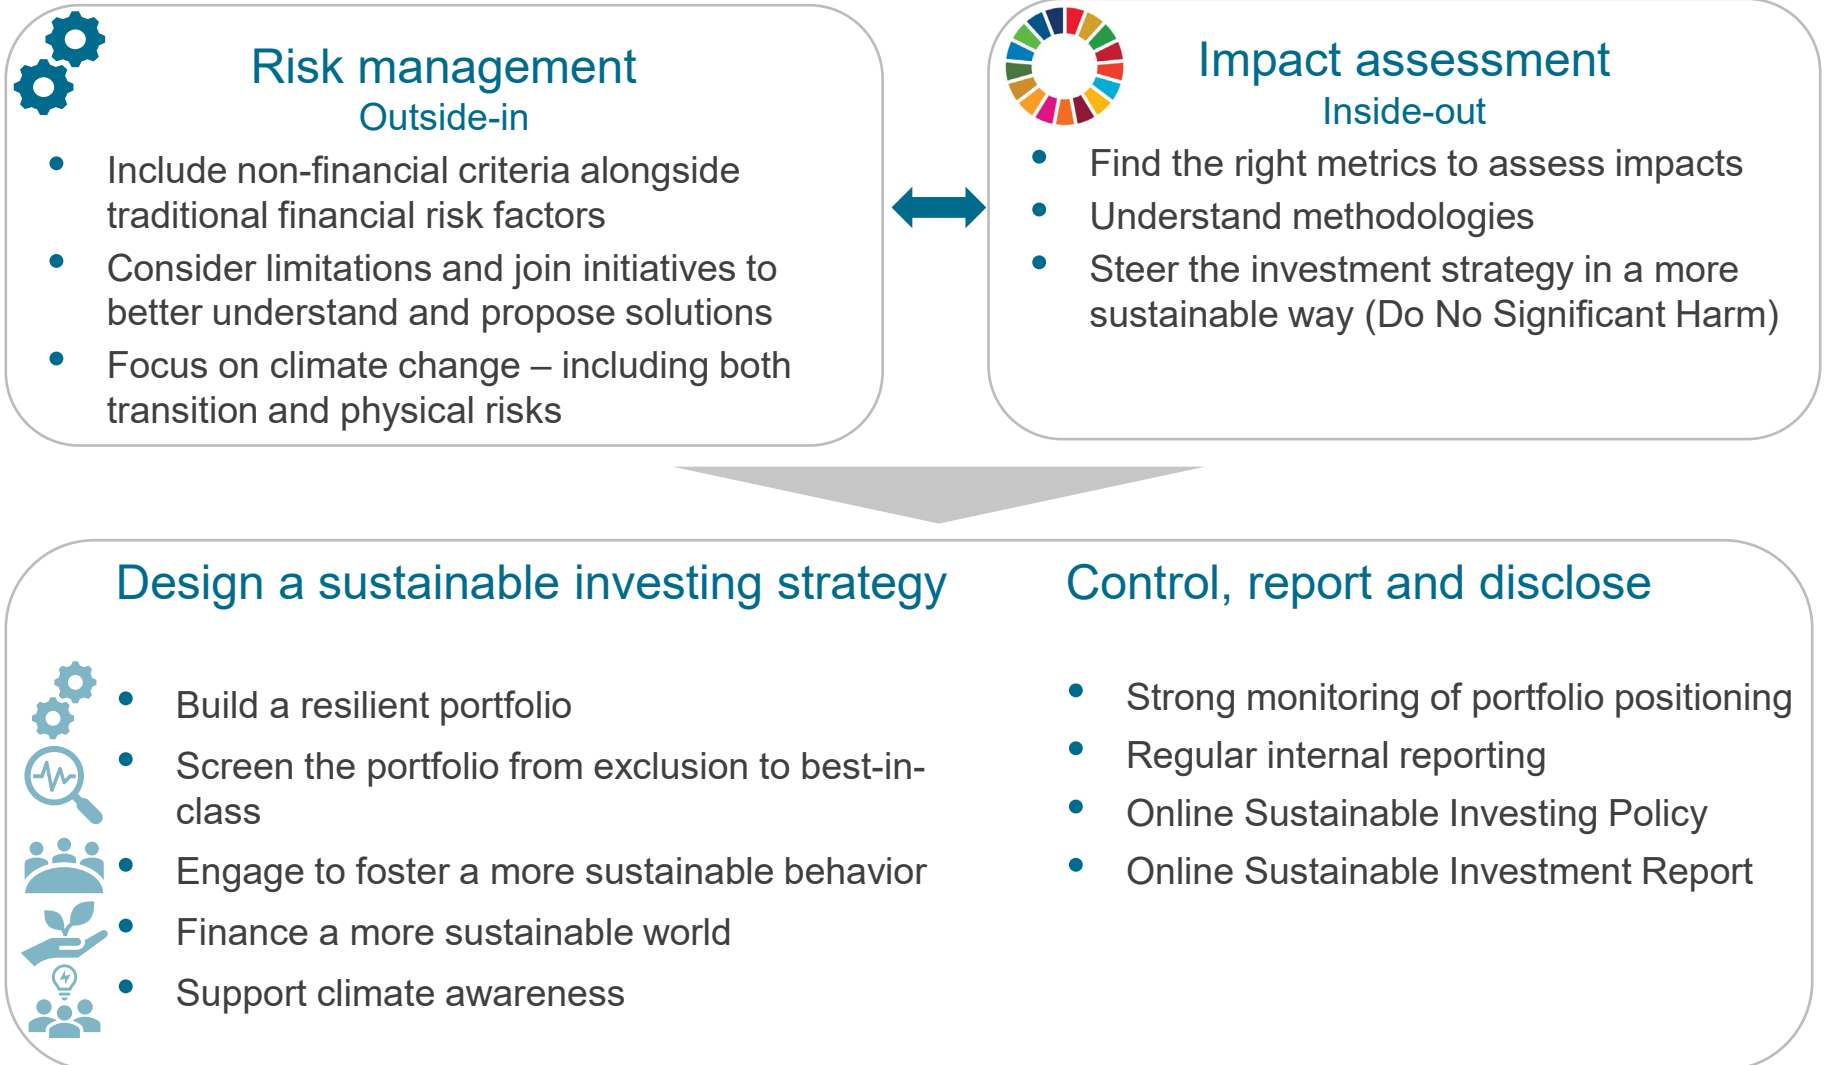 Risk management
Outside-in
• Include non-financial criteria alongside
traditional financial risk factors
• Consider limitations and join initiatives to
better understand and propose solutions
• Focus on climate change – including both
transition and physical risks
Impact assessment
Inside-out
• Find the right metrics to assess impacts
• Understand methodologies
• Steer the investment strategy in a more
sustainable way (Do No Significant Harm)
Design a sustainable investing strategy
• Build a resilient portfolio
• Screen the portfolio from exclusion to best-in-
class
• Engage to foster a more sustainable behavior
• Finance a more sustainable world
• Support climate awareness
Control, report and disclose
• Strong monitoring of portfolio positioning
• Regular internal reporting
• Online Sustainable Investing Policy
• Online Sustainable Investment Report